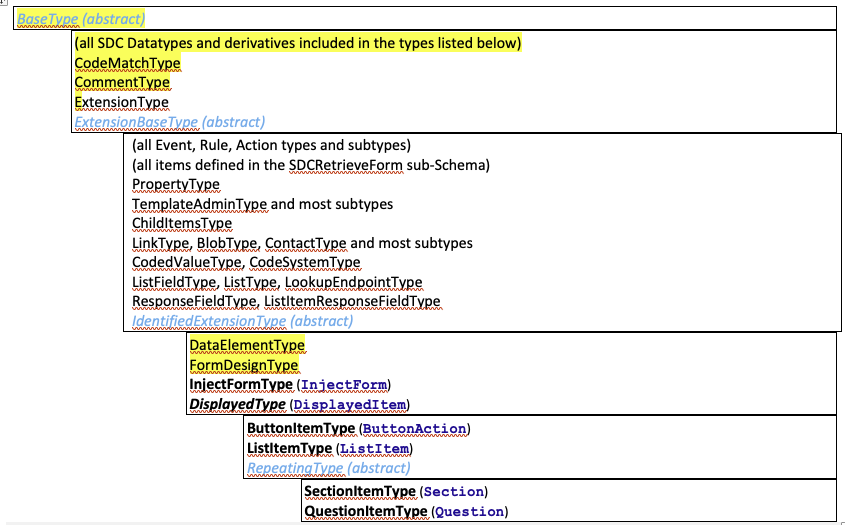 BaseType (abstract)
(all SDC Datatypes and derivatives included in the types listed below)
CodeMatchType
CommentType
ExtensionType
ExtensionBaseType (abstract)
(all Event, Rule, Action types and subtypes)
(all items defined in the SDCRetrieveForm sub-Schema)
PropertyType
TemplateAdminType and most subtypes
ChildItemsType
LinkType, BlobType, ContactType and most subtypes
CodedValueType, CodeSystemType
ListFieldType, ListType, LookupEndpointType
ResponseFieldType, ListItemResponseFieldType
IdentifiedExtensionType (abstract)
DataElementType
FormDesignType
InjectFormType (InjectForm)
DisplayedType (DisplayedItem)
ButtonItemType (ButtonAction)
ListItemType (ListItem)
RepeatingType (abstract)
SectionItemType (Section)
QuestionItemType (Question)